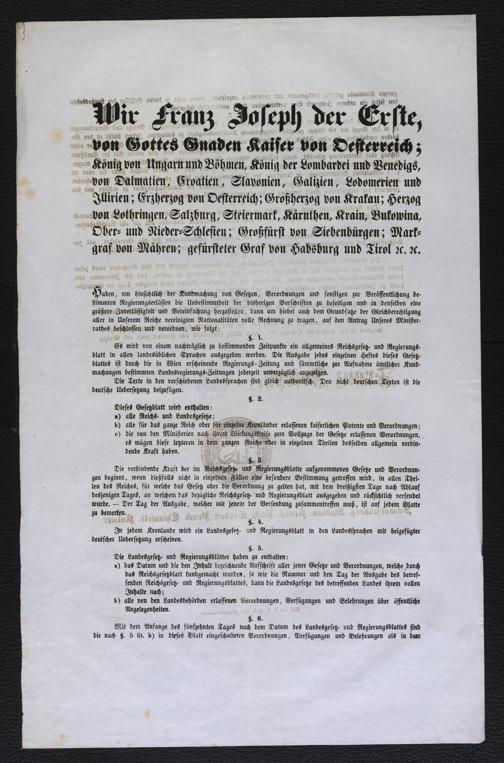 Wir Franz Joseph der Erste,
von Gottes Gnaden Kaiser von Oesterreich;
König von Ungarn und Böhmen, König der Lombardei und Venedigs,
von Dalmatien, Croatien, Slavonien, Galizien, Lodomerien und
Illirien; Erzherzog von Oesterreich; Großherzog von Krakau; Herzog
von Lothringen, Salzburg, Steiermark, Kärnthen, Krain, Bukowina,
Ober- und Nieder-Schlesien; Großfürst von Siebenbürgen; Mark-
graf von Mähren; gefürsteter Graf von Habsburg und Tirol ꝛc. ꝛc.
Haben, um hinsichtlich der Kundmachung von Gesetzen, Verordnungen und sonstigen zur Veröffentlichung be-
stimmten Regierungserlässen die Unbestimmtheit der bisherigen Vorschriften zu beseitigen und in denselben eine
größere Zuverlässigkeit und Vereinfachung herzustellen, dann um hiebei auch dem Grundsatze der Gleichberechtigung
aller in Unserem Reiche vereinigten Nationalitäten volle Rechnung zu tragen, auf den Antrag Unseres Minister-
rathes beschlossen und verordnen, wie folgt:
§. 1.
Es wird von einem nachträglich zu bestimmenden Zeitpunkte ein allgemeines Reichsgesetz- und Regierungs-
blatt in allen landesüblichen Sprachen ausgegeben werden. Die Ausgabe jedes einzelnen Heftes dieses Gesetz-
blattes ist durch die in Wien erscheinende Regierungs-Zeitung und sämmtliche zur Aufnahme ämtlicher Kund-
machungen bestimmten Landesregierungs-Zeitungen jederzeit unverzüglich anzuzeigen.
Die Texte in den verschiedenen Landessprachen sind gleich authentisch. Den nicht deutschen Texten ist die
deutsche Uebersetzung beizufügen.
§. 2.
Dieses Gesetzblatt wird enthalten:
a) alle Reichs- und Landesgesetze;
b) alle für das ganze Reich oder für einzelne Kronländer erlassenen kaiserlichen Patente und Verordnungen;
c) die von den Ministerien nach ihrem Wirkungskreise zum Vollzuge der Gesetze erlassenen Verordnungen,
es mögen diese letzteren in dem ganzen Reiche oder in einzelnen Theilen desselben allgemein verbin-
dende Kraft haben.
§. 3.
Die verbindende Kraft der im Reichsgesetz- und Regierungsblatte aufgenommenen Gesetze und Verordnun-
gen beginnt, wenn dießfalls nicht in einzelnen Fällen eine besondere Bestimmung getroffen wird, in allen Thei-
len des Reiches, für welche das Gesetz oder die Verordnung zu gelten hat, mit dem dreißigsten Tage nach Ablauf
desjenigen Tages, an welchem das bezügliche Reichsgesetz- und Regierungsblatt ausgegeben und rücksichtlich versendet
wurde. — Der Tag der Ausgabe, welcher mit jenem der Versendung zusammentreffen muß, ist auf jedem Blatte
zu bemerken.
§. 4.
In jedem Kronlande wird ein Landesgesetz- und Regierungsblatt in den Landessprachen mit beigefügter
deutscher Uebersetzung erscheinen.
§. 5.
Die Landesgesetz- und Regierungsblätter haben zu enthalten:
a) das Datum und die den Inhalt bezeichnende Aufschrift aller jener Gesetze und Verordnungen, welche durch
das Reichsgesetzblatt kundgemacht wurden, so wie die Nummer und den Tag der Ausgabe des betref-
fenden Reichsgesetz- und Regierungsblattes, dann die Landesgesetze des betreffenden Landes ihrem vollen
Inhalte nach;
b) alle von den Landesbehörden erlassenen Verordnungen, Verfügungen und Belehrungen über öffentliche
Angelegenheiten.
§. 6.
Mit dem Anfange des fünfzehnten Tages nach dem Datum des Landesgesetz- und Regierungsblattes sind
die nach §. 5 lit. b) in dieses Blatt eingeschalteten Verordnungen, Verfügungen und Belehrungen als in dem